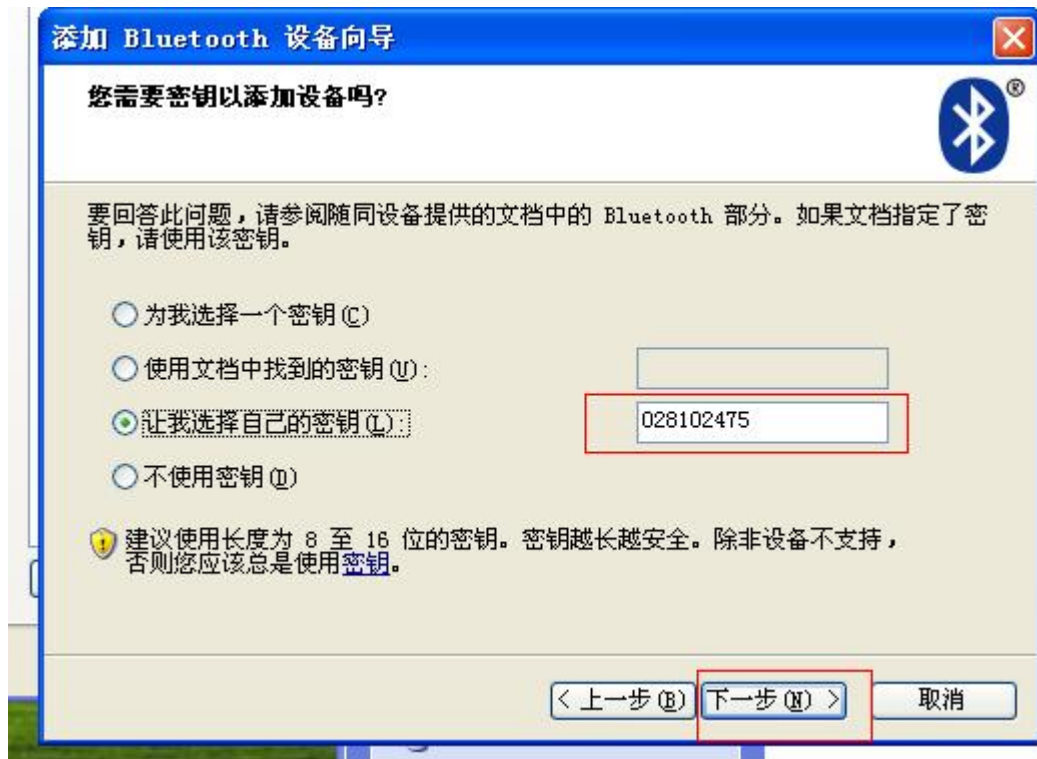 添加 Bluetooth 设备向导
您需要密钥以添加设备吗?
®
要回答此问题，请参阅随同设备提供的文档中的 Bluetooth 部分。如果文档指定了密
钥，请使用该密钥。
为我选择一个密钥(C)
使用文档中找到的密钥(U):
让我选择自己的密钥(L):
028102475
不使用密钥(D)
建议使用长度为 8 至 16 位的密钥。密钥越长越安全。除非设备不支持，
否则您应该总是使用密钥。
< 上一步(B) 下一步(N) > 取消